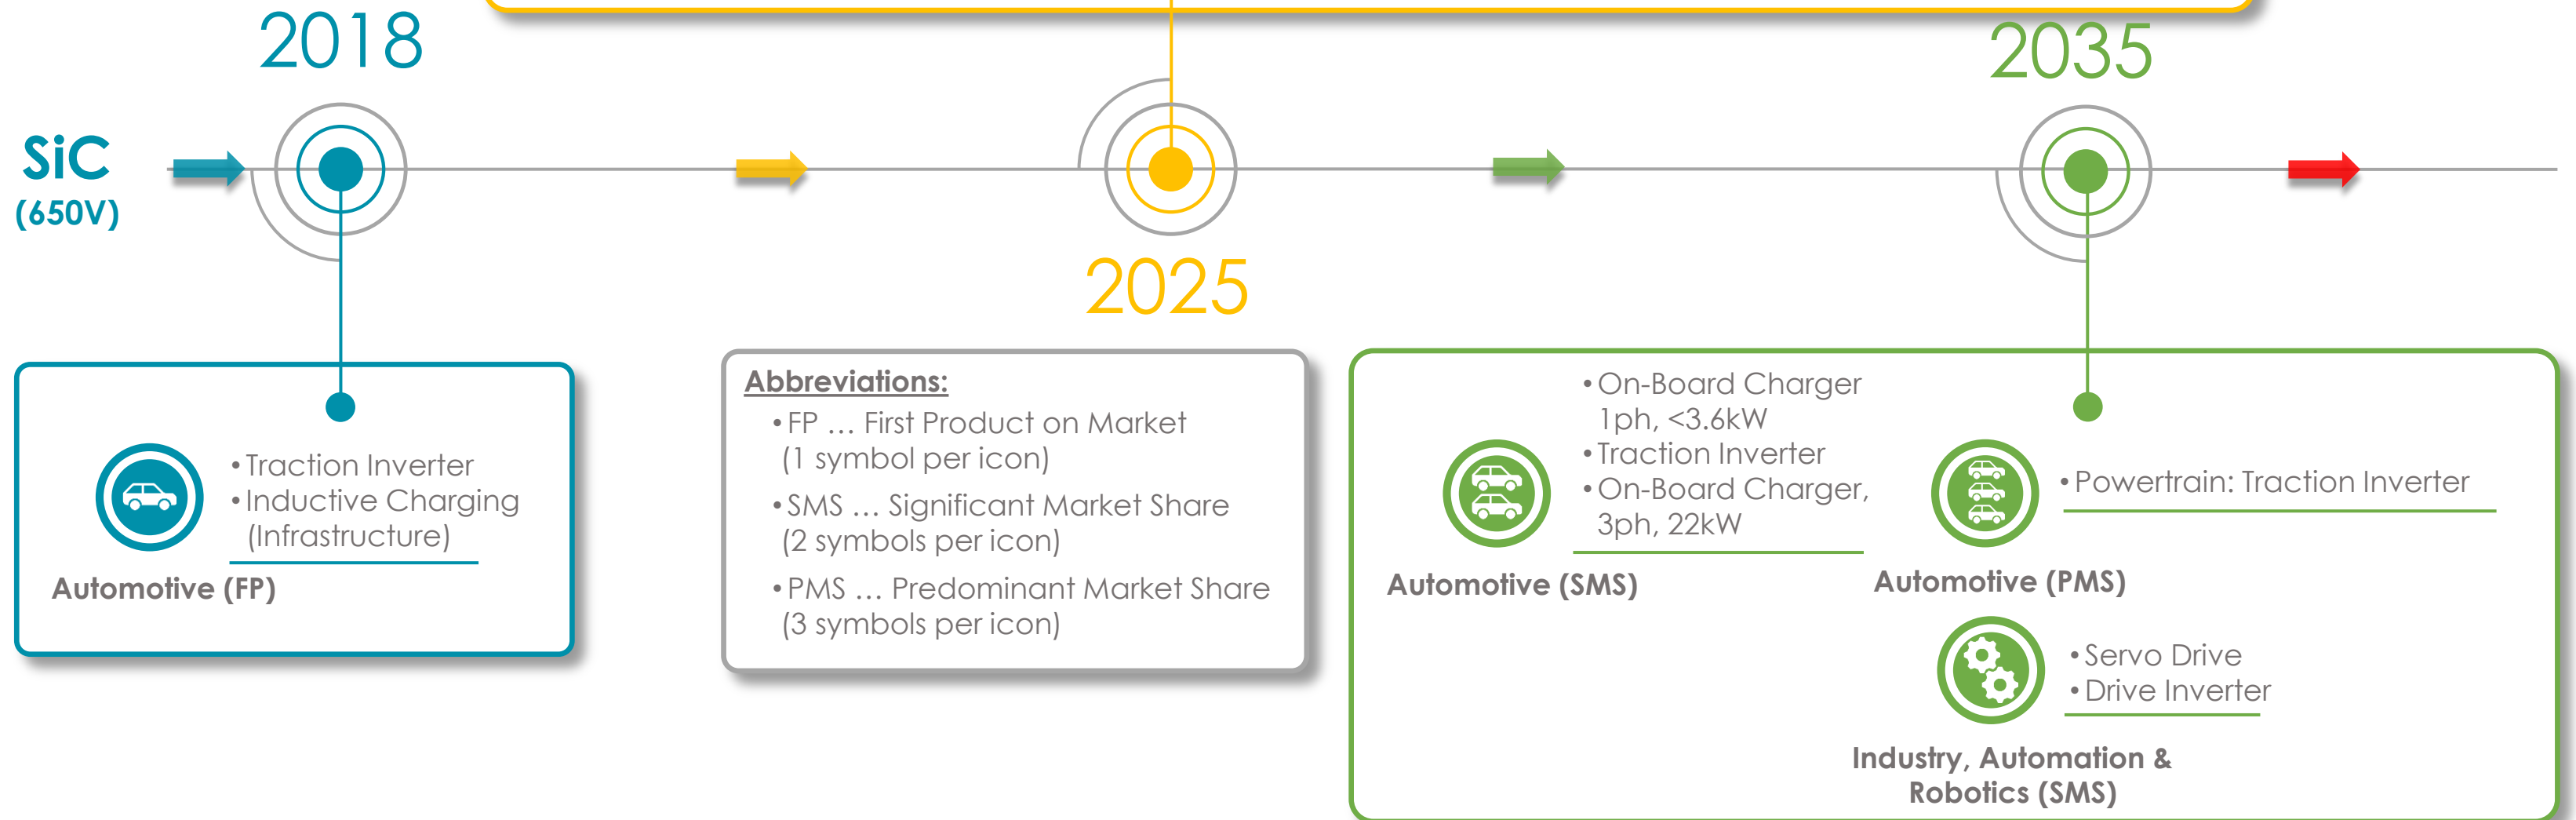 2018
2035
SiC
(650V)
2025
• Traction Inverter
• Inductive Charging
(Infrastructure)
Automotive (FP)
Abbreviations:
• FP … First Product on Market
(1 symbol per icon)
• SMS … Significant Market Share
(2 symbols per icon)
• PMS … Predominant Market Share
(3 symbols per icon)
• On-Board Charger
1ph, <3.6kW
• Traction Inverter
• On-Board Charger,
3ph, 22kW
Automotive (SMS)
• Powertrain: Traction Inverter
Automotive (PMS)
• Servo Drive
• Drive Inverter
Industry, Automation &
Robotics (SMS)